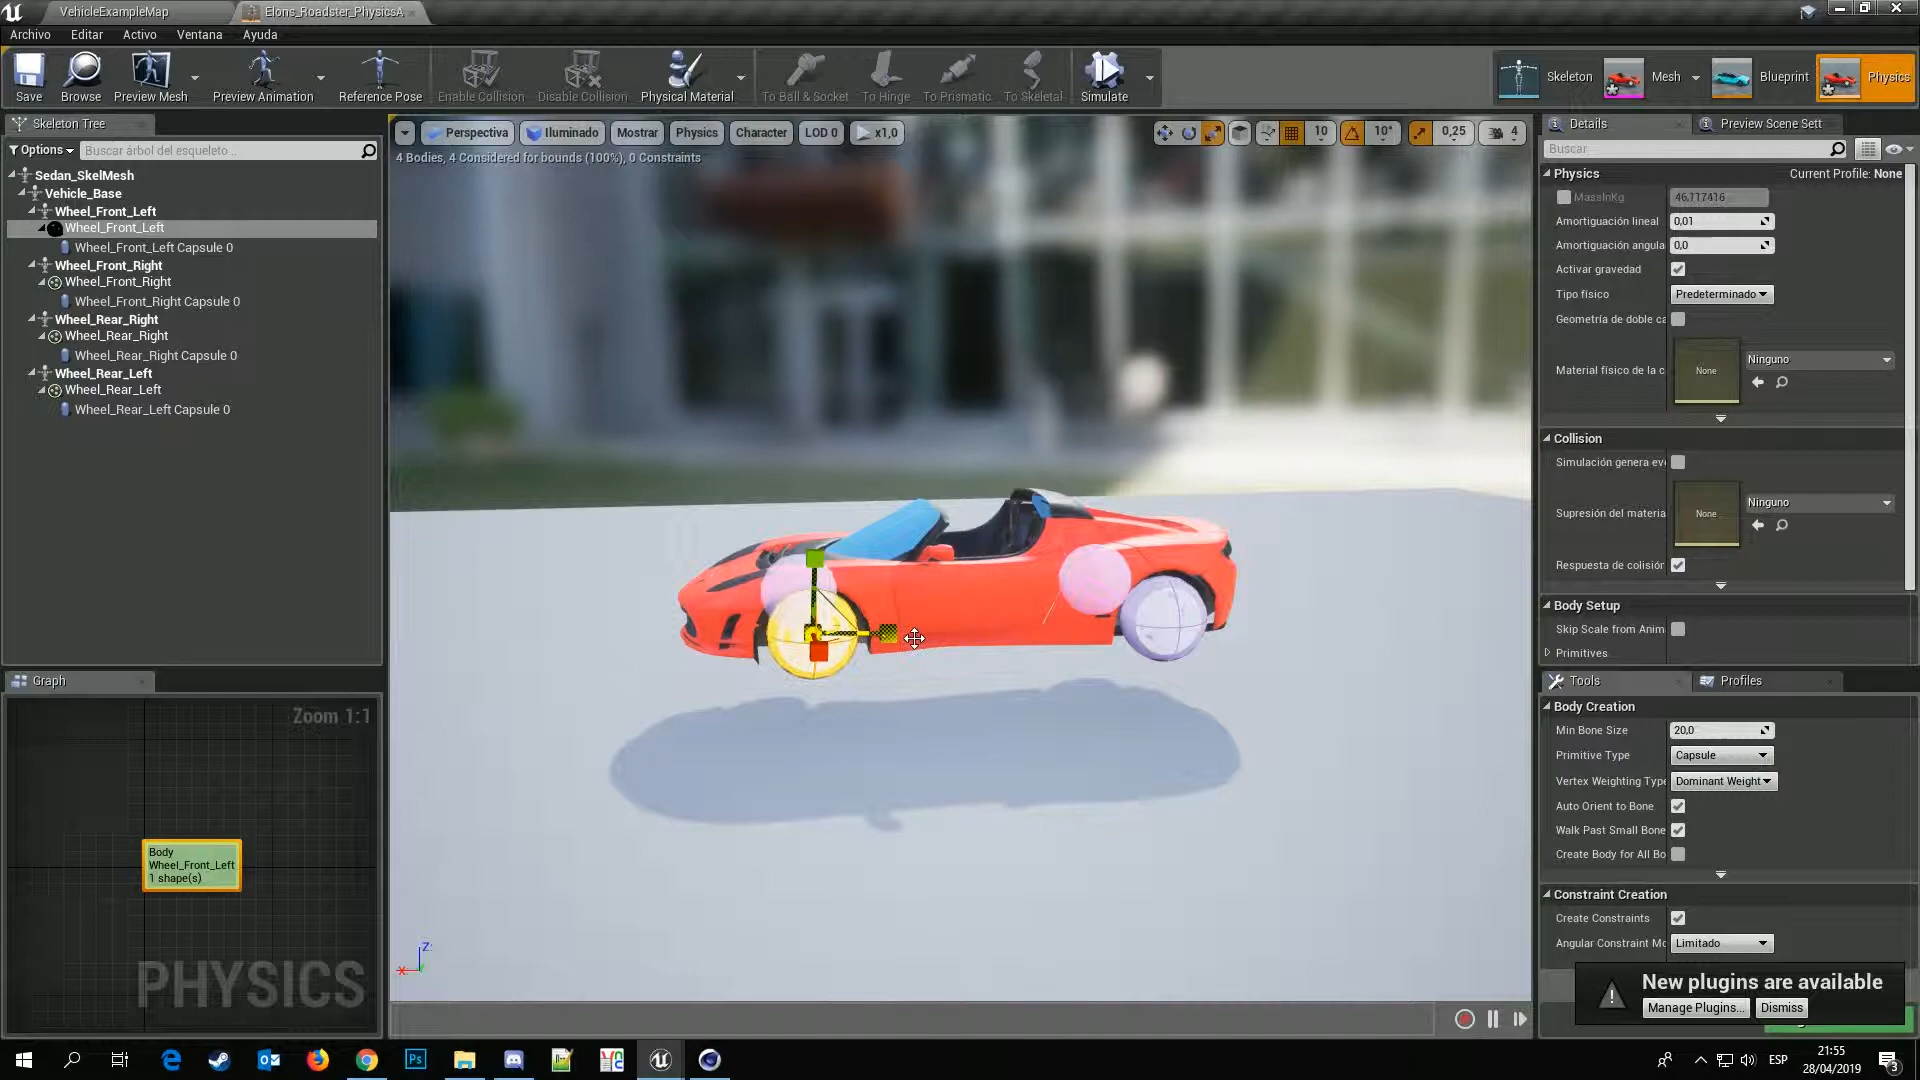 VehicleExampleMap
Elons_Roadster_PhysicsA
Archivo Editar Activo Ventana Ayuda
Save
Browse
Preview Mesh
Preview Animation
Reference Pose
Enable Collision
Disable Collision
Physical Material
To Ball & Socket
To Hinge
To Prismatic
To Skeletal
Simulate
Skeleton
Mesh
Blueprint
Physics
Skeleton Tree
Options
Buscar árbol del esqueleto...
Sedan_SkelMesh
Vehicle_Base
Wheel_Front_Left
Wheel_Front_Left
Wheel_Front_Left Capsule 0
Wheel_Front_Right
Wheel_Front_Right
Wheel_Front_Right Capsule 0
Wheel_Rear_Right
Wheel_Rear_Right
Wheel_Rear_Right Capsule 0
Wheel_Rear_Left
Wheel_Rear_Left
Wheel_Rear_Left Capsule 0
Graph
Zoom 1:1
Body
Wheel_Front_Left
1 shape(s)
PHYSICS
Perspectiva Iluminado Mostrar Physics Character LOD 0 x1,0
10 10° 0,25 4
4 Bodies, 4 Considered for bounds (100%), 0 Constraints
Z
X
Details
Preview Scene Sett
Buscar
Physics
Current Profile: None
MassInKg 46,117416
Amortiguación lineal 0,01
Amortiguación angula 0,0
Activar gravedad
Tipo físico Predeterminado
Geometría de doble ca
Material físico de la c None Ninguno
Collision
Simulación genera eve
Supresión del materia None Ninguno
Respuesta de colisión
Body Setup
Skip Scale from Anim
Primitives
Tools
Profiles
Body Creation
Min Bone Size 20,0
Primitive Type Capsule
Vertex Weighting Type Dominant Weight
Auto Orient to Bone
Walk Past Small Bone
Create Body for All Bo
Constraint Creation
Create Constraints
Angular Constraint Mo Limitado
New plugins are available
Manage Plugins... Dismiss
ESP
21:55
28/04/2019
3